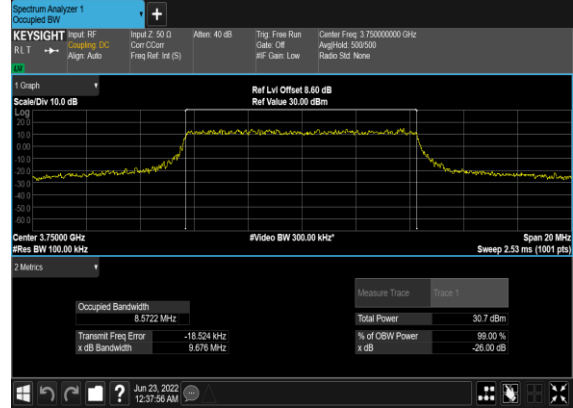 Spectrum Analyzer 1
Occupied BW
KEYSIGHT Input: RF Input Z: 50 Ω Atten: 40 dB Trig: Free Run Center Freq: 3.750000000 GHz
RLT Coupling: DC Corr CCorr Gate: Off Avg|Hold: 500/500
Align: Auto Freq Ref: Int (S) #IF Gain: Low Radio Std: None
1 Graph Ref Lvl Offset 8.60 dB
Scale/Div 10.0 dB Ref Value 30.00 dBm
Log
20.0
10.0
0.00
-10.0
-20.0
-30.0
-40.0
-50.0
-60.0
Center 3.75000 GHz #Video BW 300.00 kHz* Span 20 MHz
#Res BW 100.00 kHz Sweep 2.53 ms (1001 pts)
2 Metrics
Measure Trace Trace 1
Occupied Bandwidth
8.5722 MHz Total Power 30.7 dBm
Transmit Freq Error -18.524 kHz % of OBW Power 99.00 %
x dB Bandwidth 9.676 MHz x dB -26.00 dB
? Jun 23, 2022
12:37:56 AM